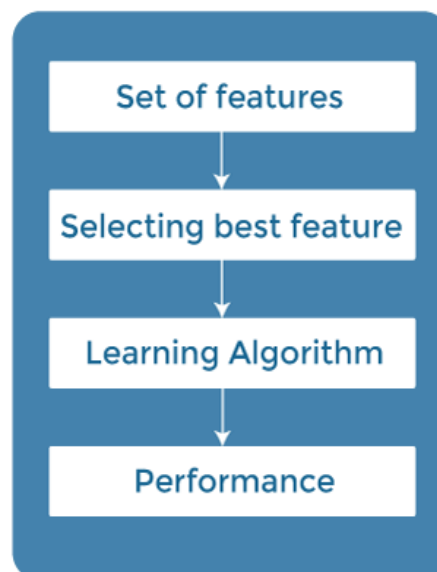 Set of features
Selecting best feature
Learning Algorithm
Performance